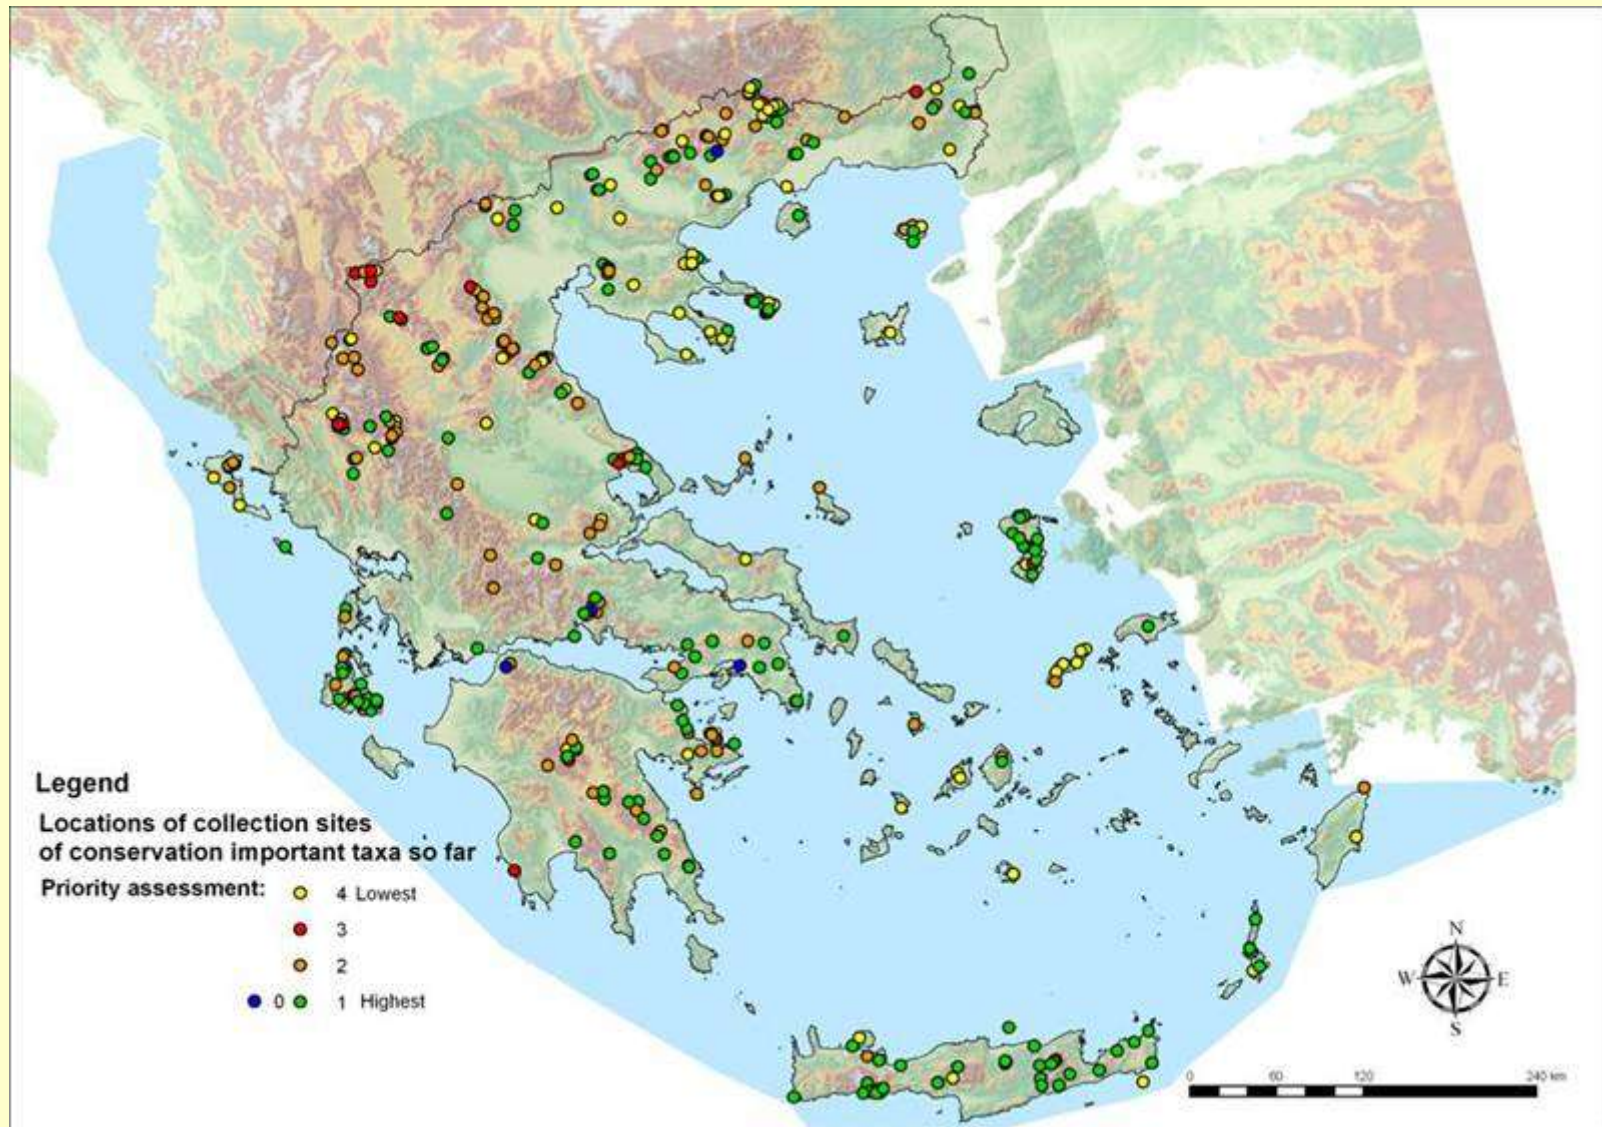 Legend
Locations of collection sites
of conservation important taxa so far
Priority assessment:
4 Lowest
3
2
0 1 Highest
N
W E
S
0 60 120 240 km